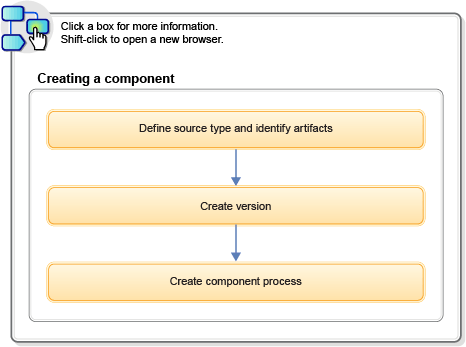 Click a box for more information.
Shift-click to open a new browser.
Creating a component
Define source type and identify artifacts
Create version
Create component process